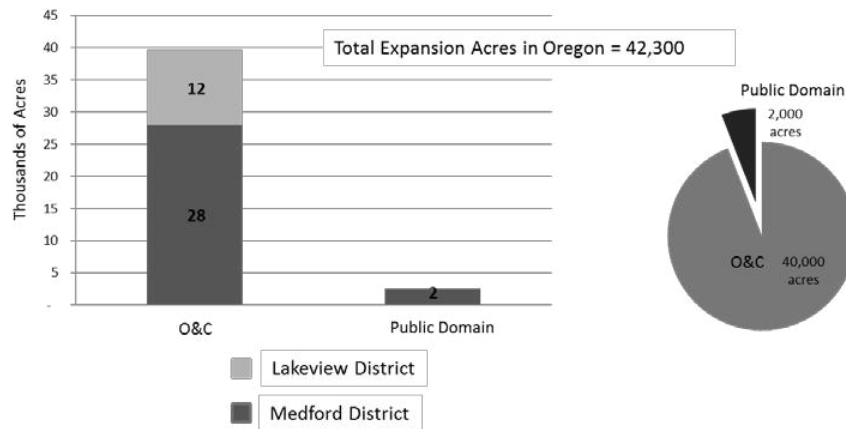 45
40
35
30
25
20
15
10
5
-
Thousands of Acres
12
28
2
O&C
Public Domain
Total Expansion Acres in Oregon = 42,300
Lakeview District
Medford District
Public Domain
2,000
acres
O&C
40,000
acres